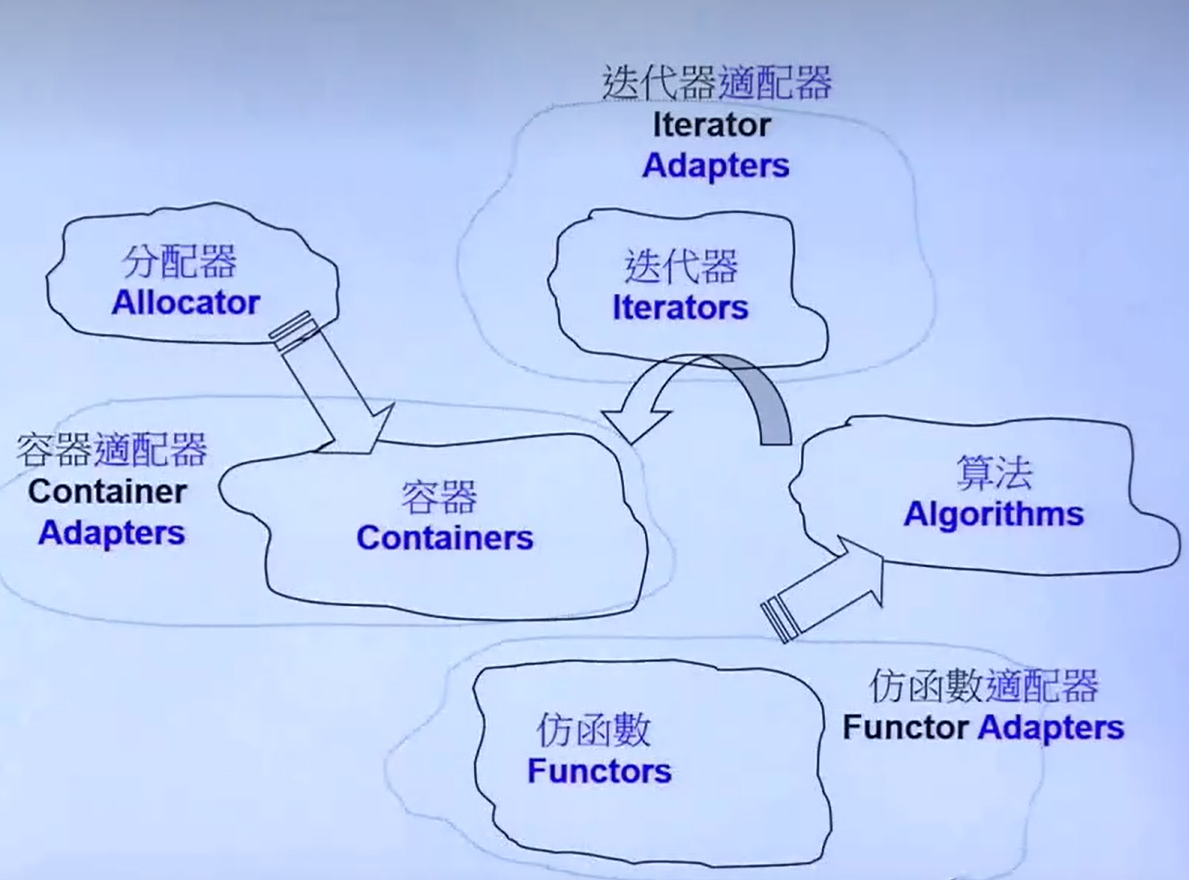 迭代器適配器
Iterator
Adapters
分配器
Allocator
迭代器
Iterators
容器適配器
Container
Adapters
容器
Containers
算法
Algorithms
仿函數
Functors
仿函數適配器
Functor Adapters